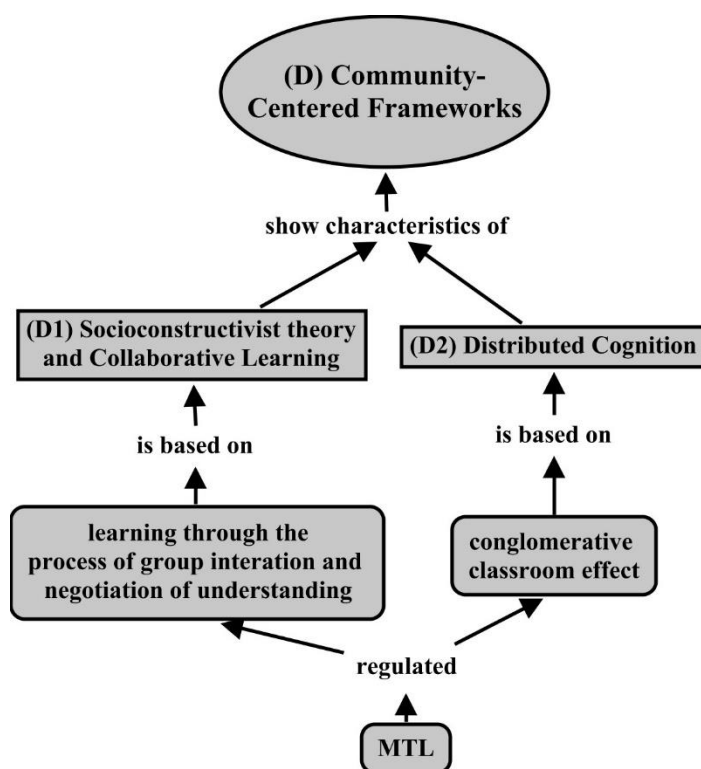 (D) Community-
Centered Frameworks
show characteristics of
(D1) Socioconstructivist theory
and Collaborative Learning
(D2) Distributed Cognition
is based on
is based on
learning through the
process of group interation and
negotiation of understanding
conglomerative
classroom effect
regulated
MTL